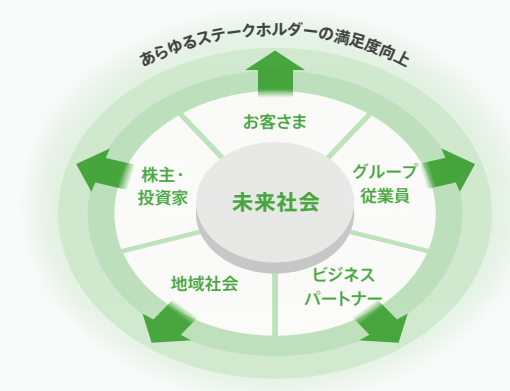 あらゆるステークホルダーの満足度向上
お客さま
株主・
投資家
グループ
従業員
未来社会
地域社会
ビジネス
パートナー